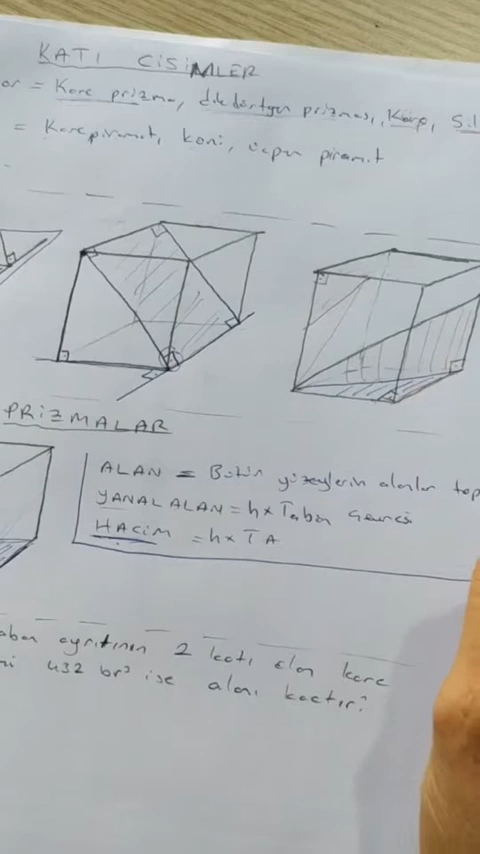 KATI CİSİMLER
= Kare prizma, dikdörtgen prizması, Küp, Sil
= Kare piramit, koni, üçgen piramit
PRİZMALAR
ALAN = Bütün yüzeylerin alanlar top
YANAL ALAN = h x Taban çevresi
HACİM = h x TA
aban ayrıtının 2 katı olan kare
432 br³ ise alanı kaçtır?